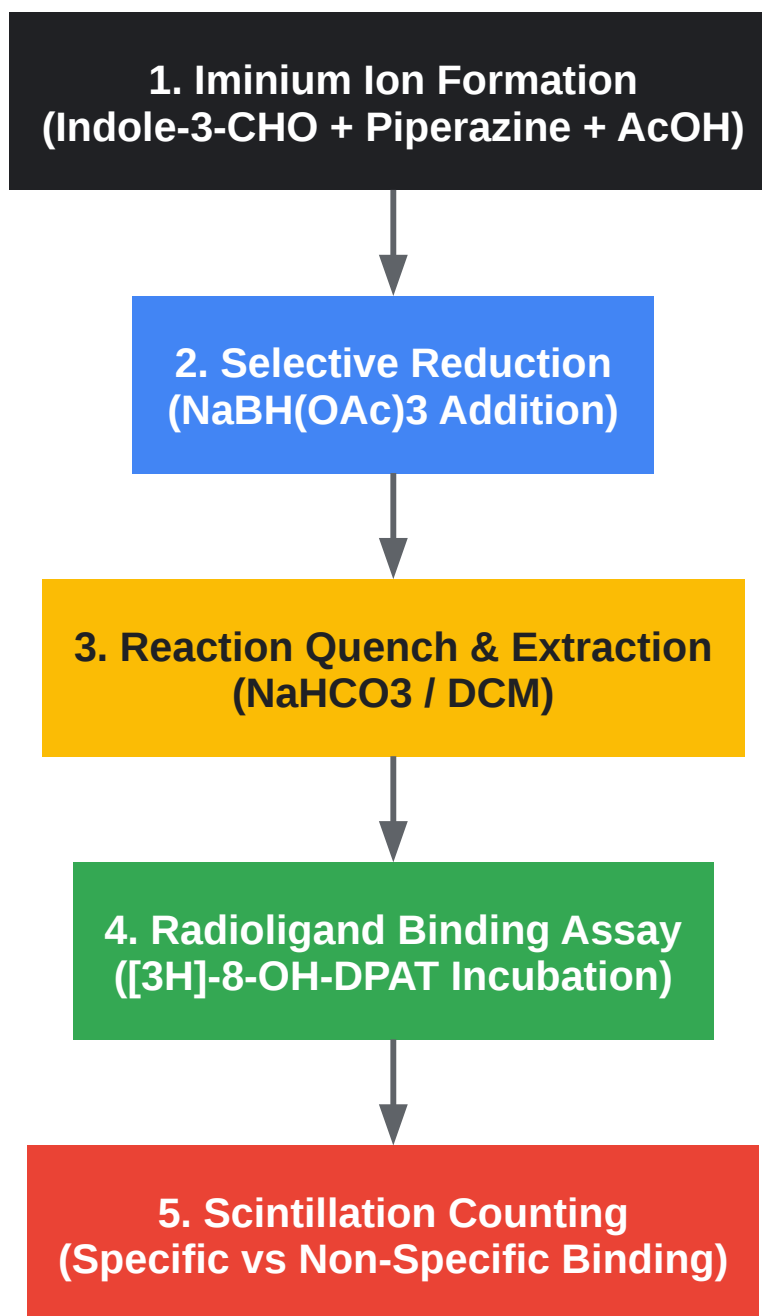 1. Iminium Ion Formation
(Indole-3-CHO + Piperazine + AcOH)
2. Selective Reduction
(NaBH(OAc)3 Addition)
3. Reaction Quench & Extraction
(NaHCO3 / DCM)
4. Radioligand Binding Assay
([3H]-8-OH-DPAT Incubation)
5. Scintillation Counting
(Specific vs Non-Specific Binding)